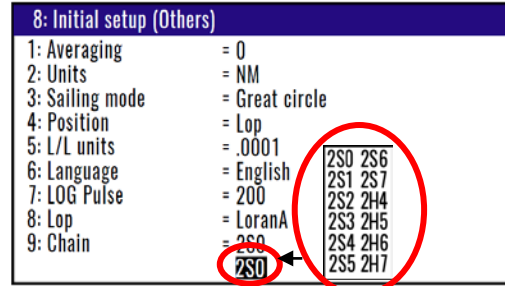 8: Initial setup (Others)
1: Averaging = 0
2: Units = NM
3: Sailing mode = Great circle
4: Position = Lop
5: L/L units = .0001
6: Language = English
7: LOG Pulse = 200
8: Lop = LoranA
9: Chain = 2S0
2S0
2S0 2S6
2S1 2S7
2S2 2H4
2S3 2H5
2S4 2H6
2S5 2H7